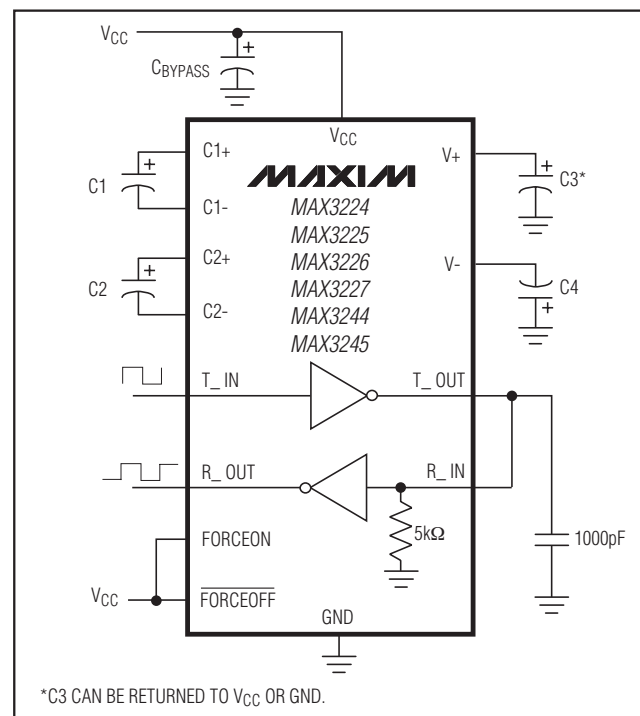 VCC
CBYPASS
+
VCC
C1+
V+
+
C1
+
C3*
C1-
MAXIM
MAX3224
MAX3225
MAX3226
MAX3227
MAX3244
MAX3245
C2+
V-
C2
+
C4
+
C2-
T_ IN
T_ OUT
R_ OUT
R_ IN
5kΩ
1000pF
FORCEON
VCC
FORCEOFF
GND
*C3 CAN BE RETURNED TO VCC OR GND.